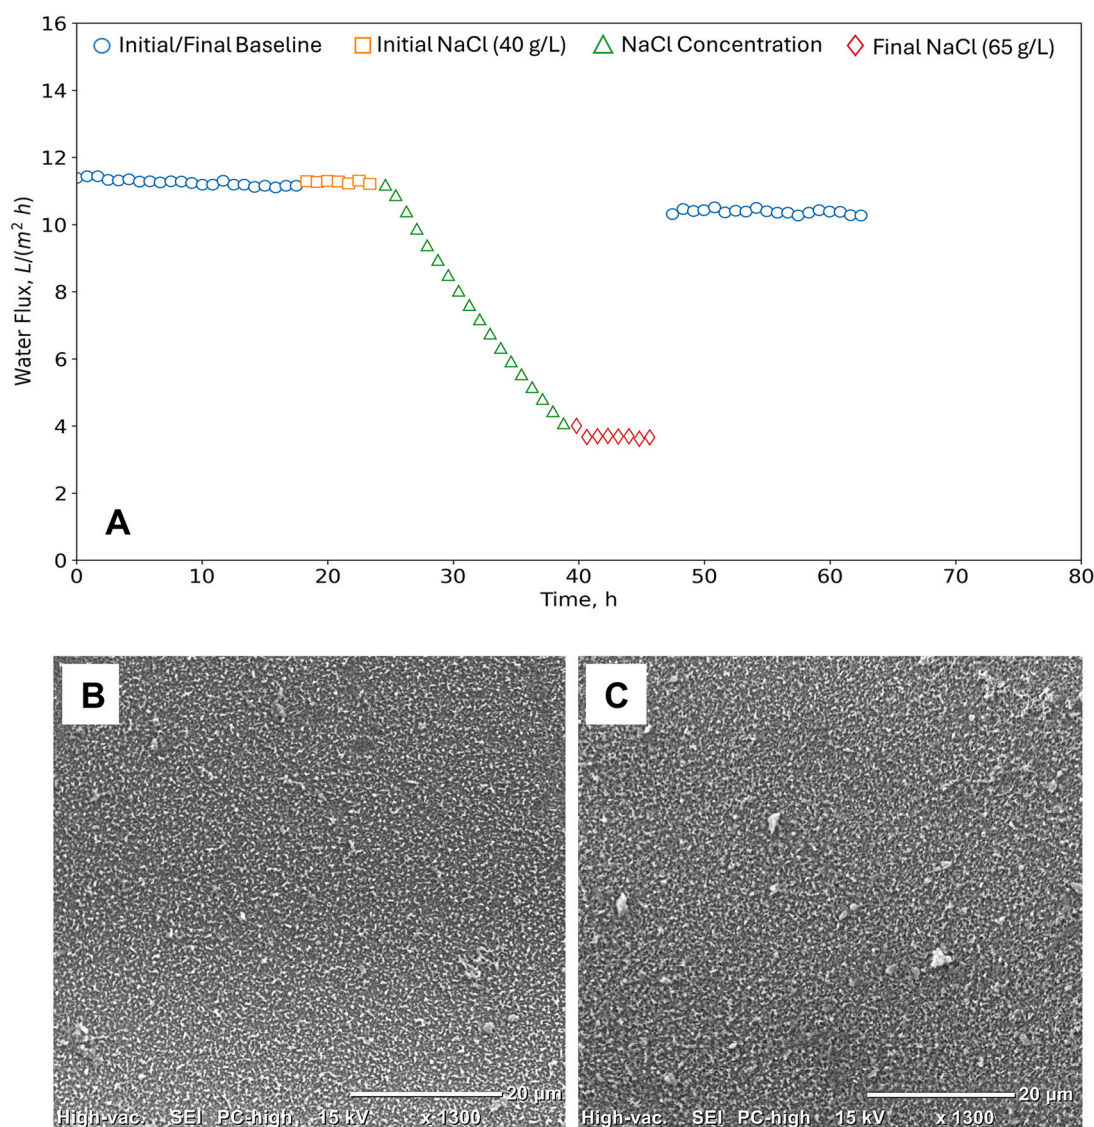 16
Initial/Final Baseline Initial NaCl (40 g/L) NaCl Concentration Final NaCl (65 g/L)
14
12
10
8
6
4
2
0
Water Flux, L/(m² h)
A
0 10 20 30 40 50 60 70 80
Time, h
B
20 µm
High-vac. SEI PC-high 15 kV x 1300
C
20 µm
High-vac. SEI PC-high 15 kV x 1300